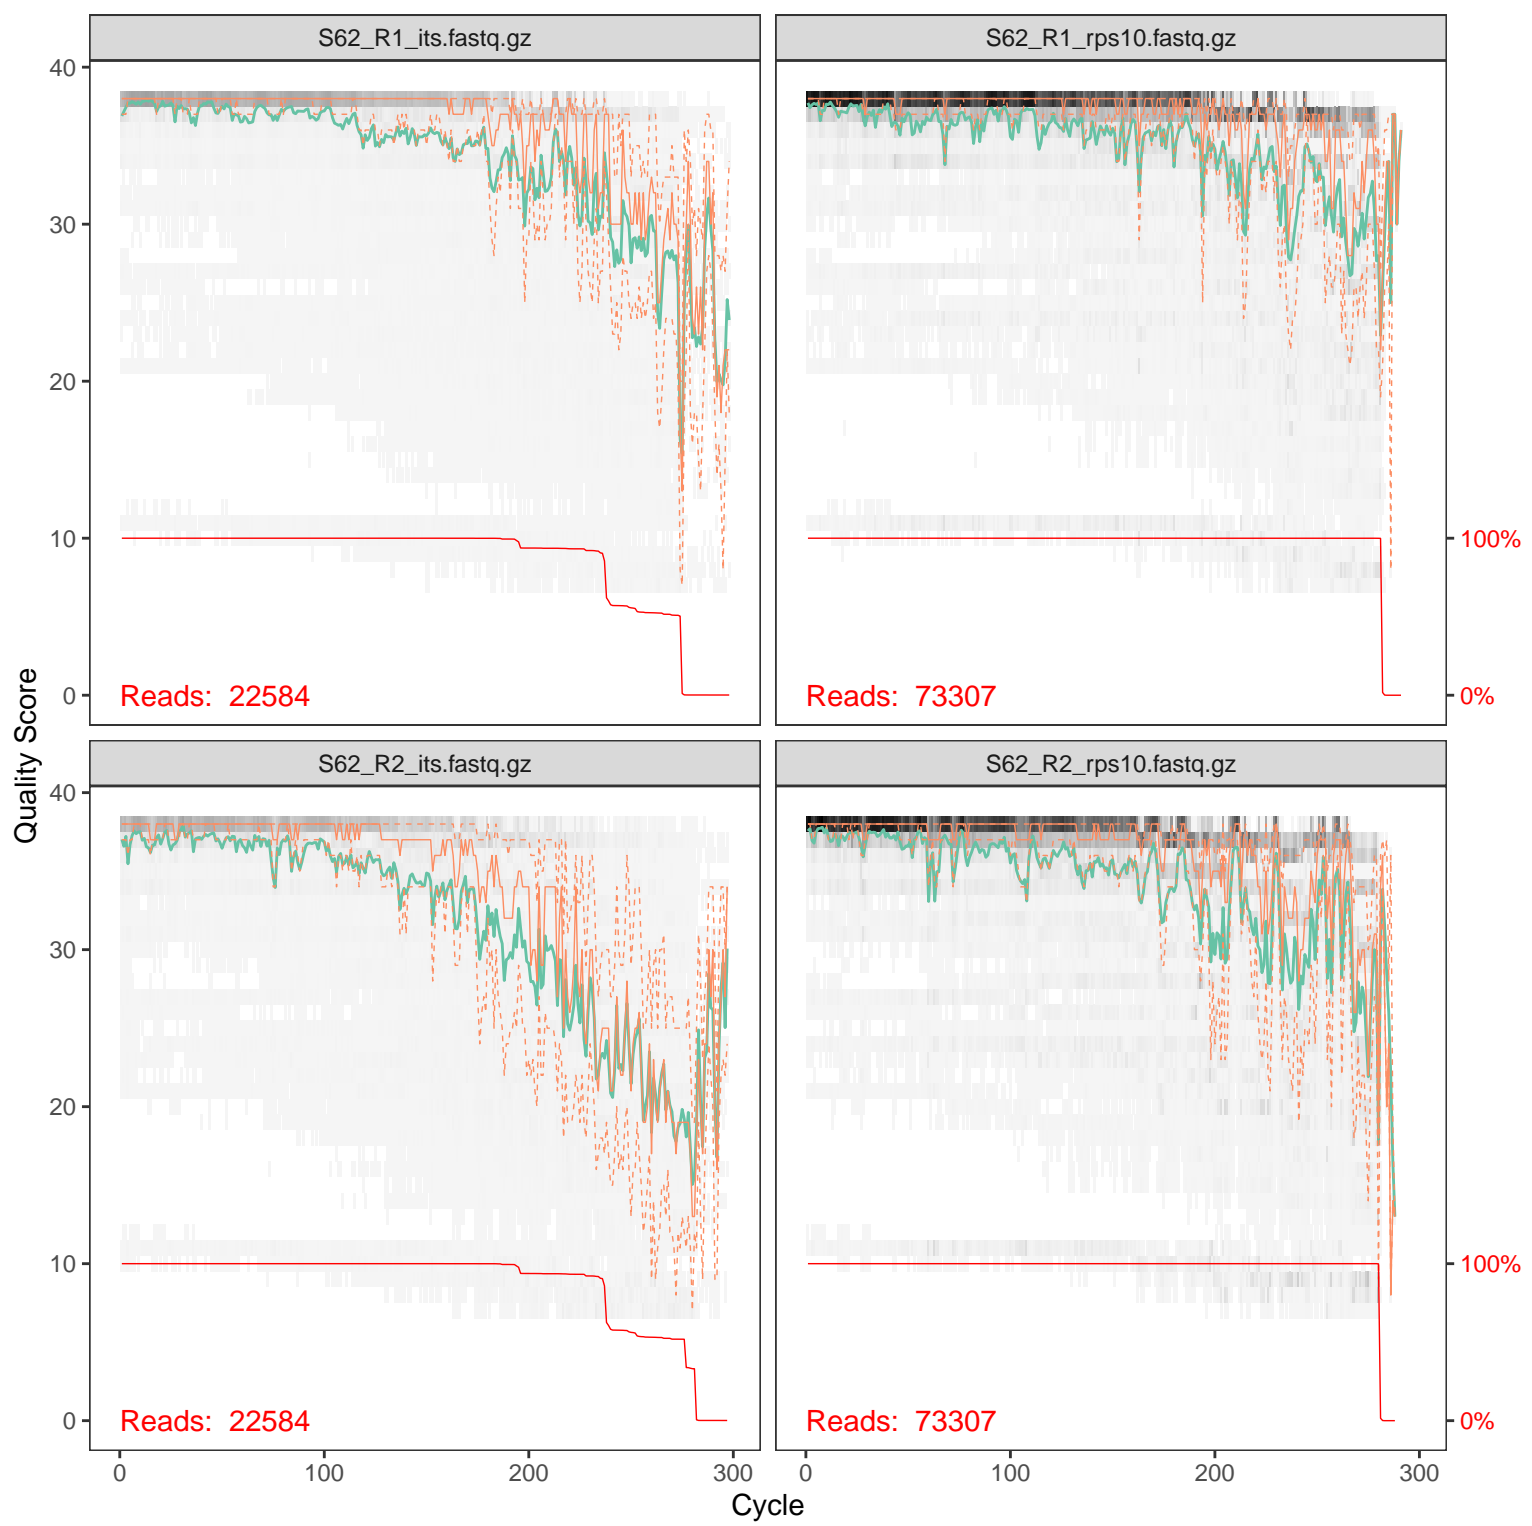 S62_R1_its.fastq.gz
S62_R1_rps10.fastq.gz
40
30
20
10
0
Reads: 22584
Reads: 73307
100%
0%
Quality Score
S62_R2_its.fastq.gz
S62_R2_rps10.fastq.gz
40
30
20
10
0
Reads: 22584
Reads: 73307
100%
0%
0 100 200 300
0 100 200 300
Cycle